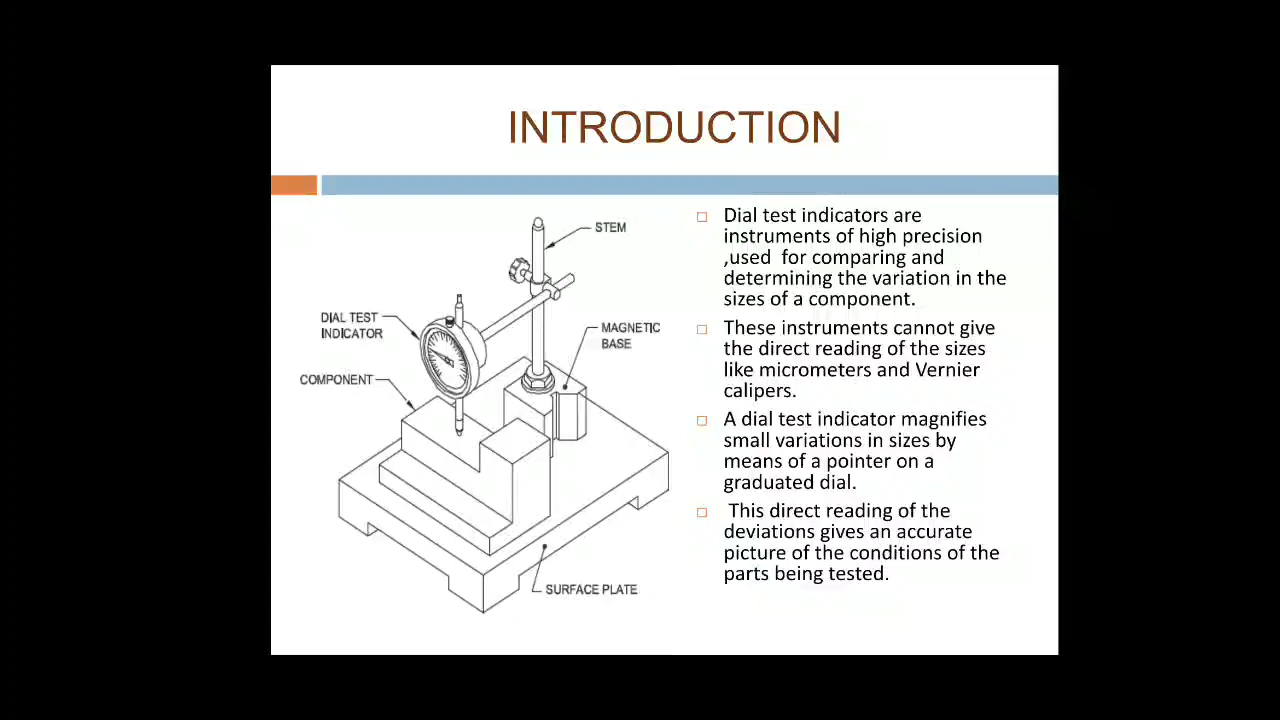 INTRODUCTION
STEM
DIAL TEST
INDICATOR
MAGNETIC
BASE
COMPONENT
SURFACE PLATE
Dial test indicators are
instruments of high precision
,used  for comparing and
determining the variation in the
sizes of a component.
These instruments cannot give
the direct reading of the sizes
like micrometers and Vernier
calipers.
A dial test indicator magnifies
small variations in sizes by
means of a pointer on a
graduated dial.
This direct reading of the
deviations gives an accurate
picture of the conditions of the
parts being tested.